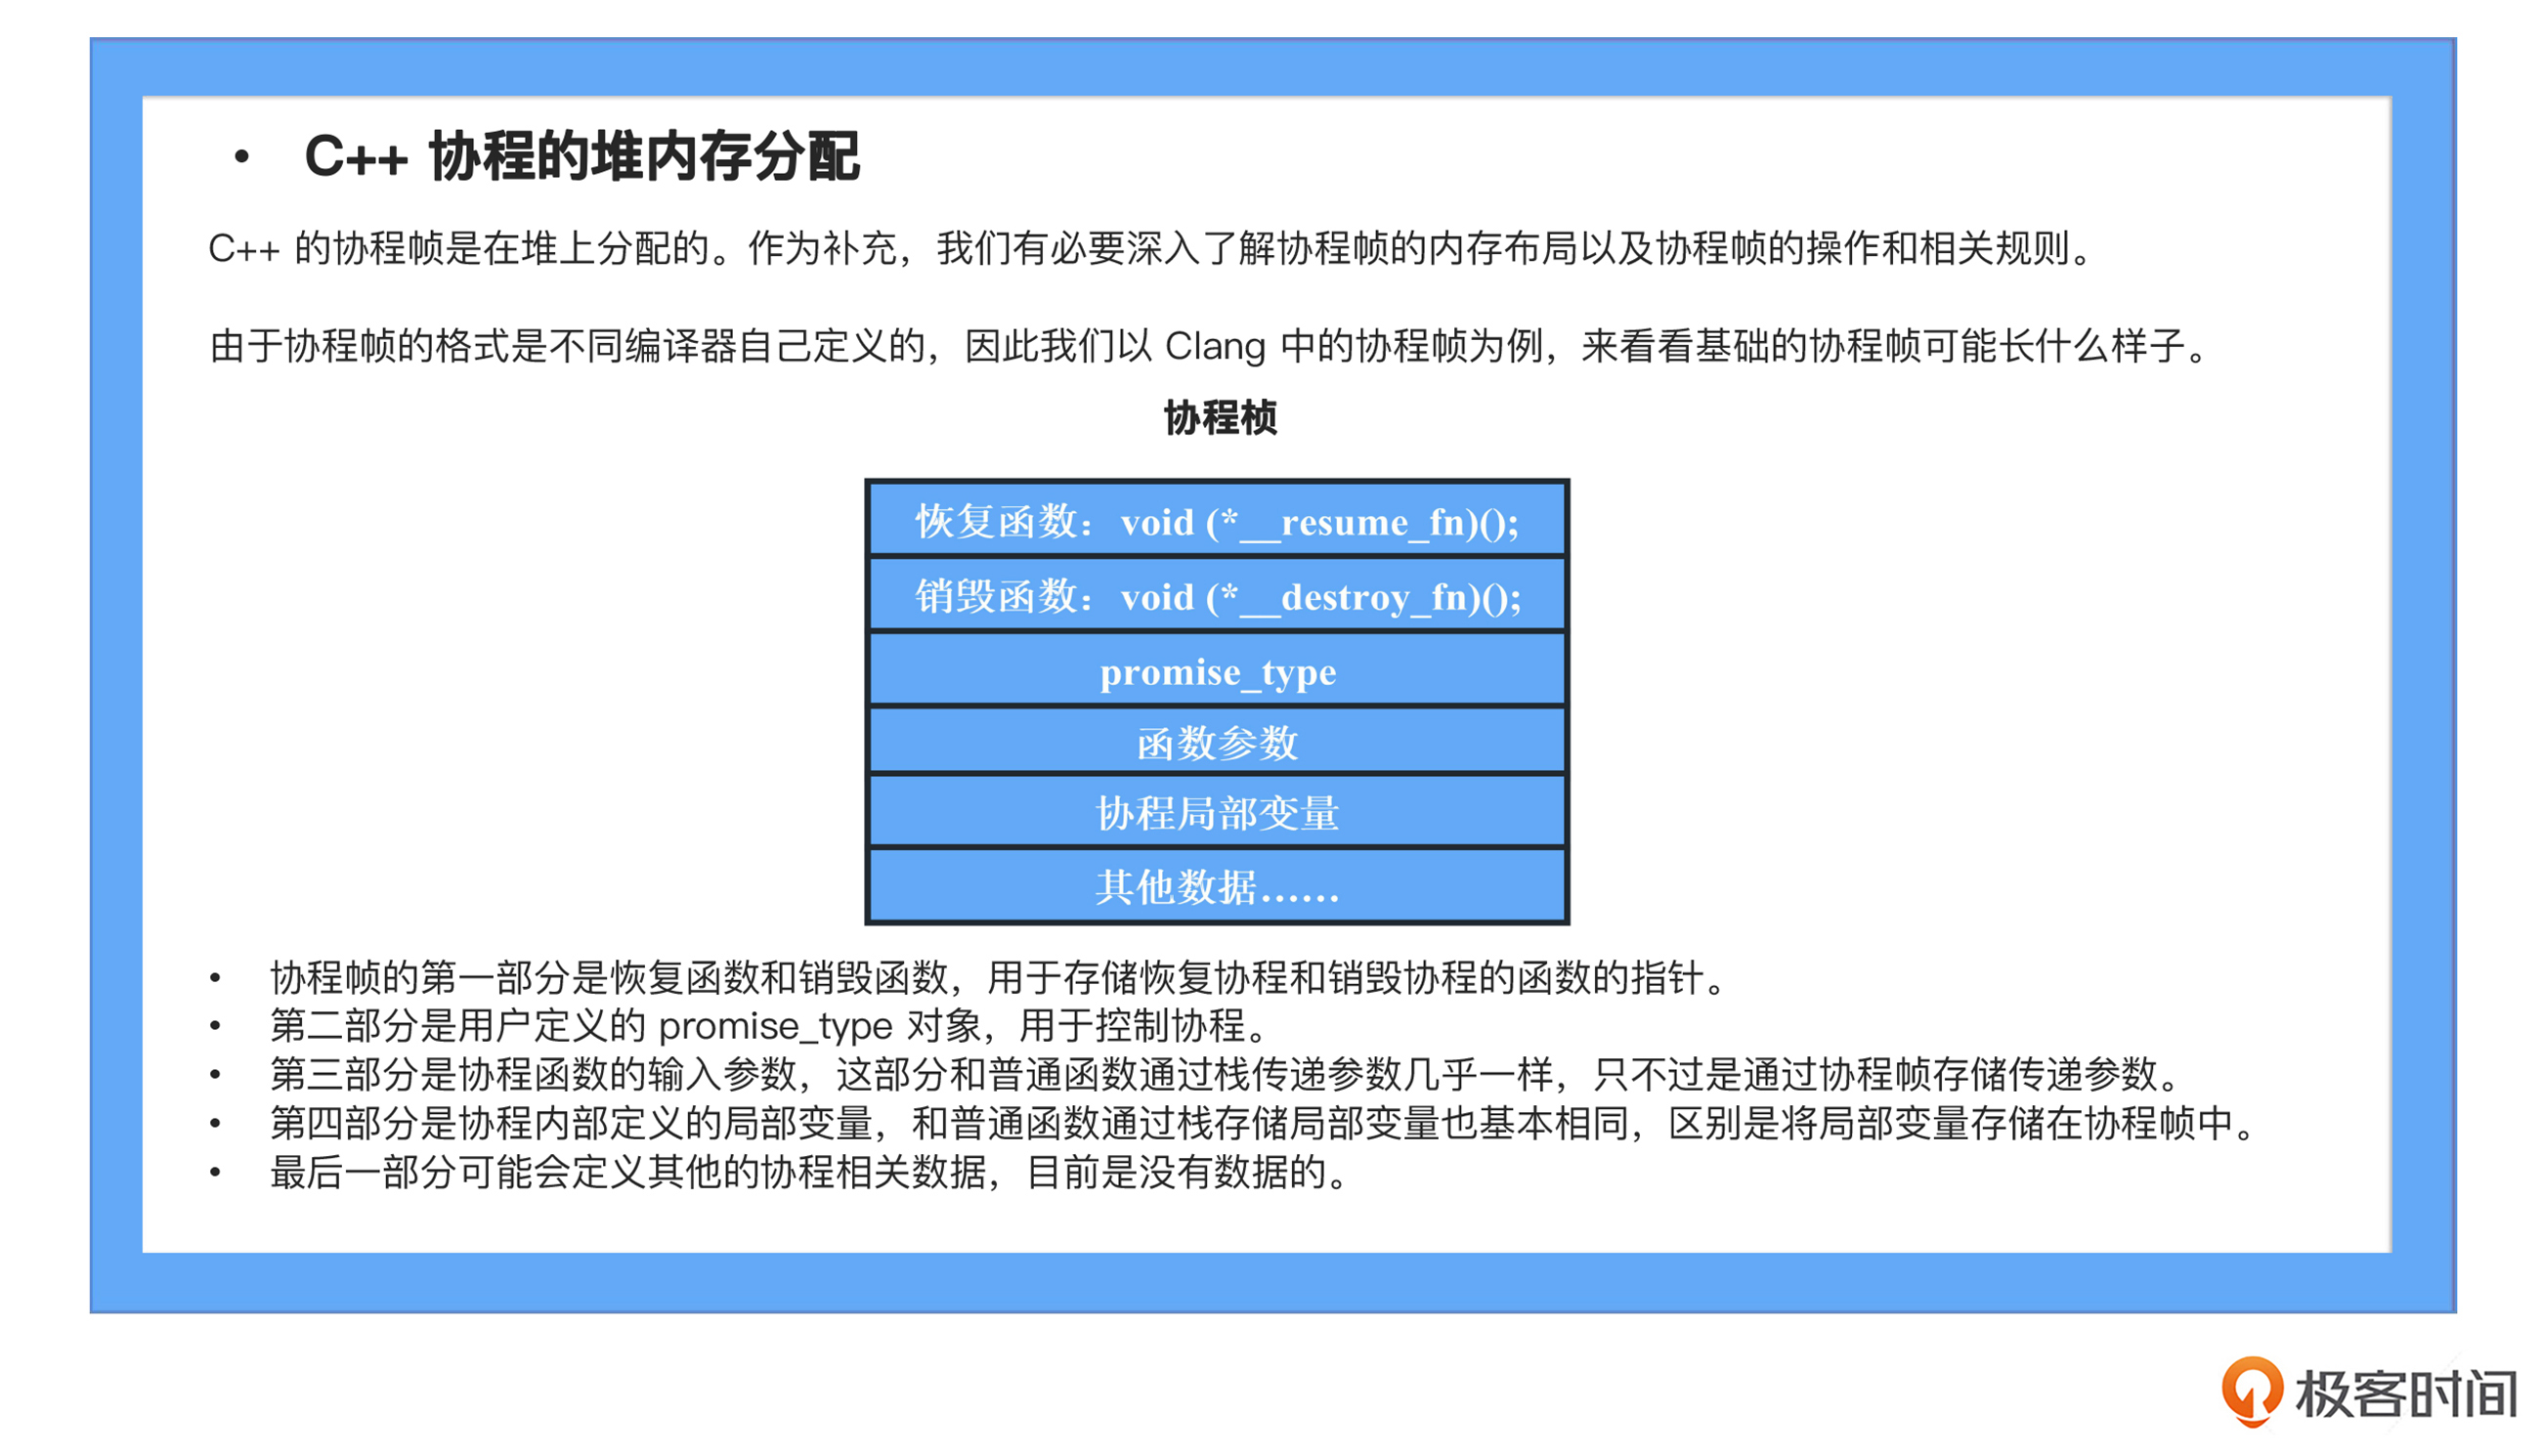 • C++ 协程的堆内存分配
C++ 的协程帧是在堆上分配的。作为补充，我们有必要深入了解协程帧的内存布局以及协程帧的操作和相关规则。
由于协程帧的格式是不同编译器自己定义的，因此我们以 Clang 中的协程帧为例，来看看基础的协程帧可能长什么样子。
协程桢
恢复函数：void (*__resume_fn)();
销毁函数：void (*__destroy_fn)();
promise_type
函数参数
协程局部变量
其他数据……
• 协程帧的第一部分是恢复函数和销毁函数，用于存储恢复协程和销毁协程的函数的指针。
• 第二部分是用户定义的 promise_type 对象，用于控制协程。
• 第三部分是协程函数的输入参数，这部分和普通函数通过栈传递参数几乎一样，只不过是通过协程帧存储传递参数。
• 第四部分是协程内部定义的局部变量，和普通函数通过栈存储局部变量也基本相同，区别是将局部变量存储在协程帧中。
• 最后一部分可能会定义其他的协程相关数据，目前是没有数据的。
极客时间